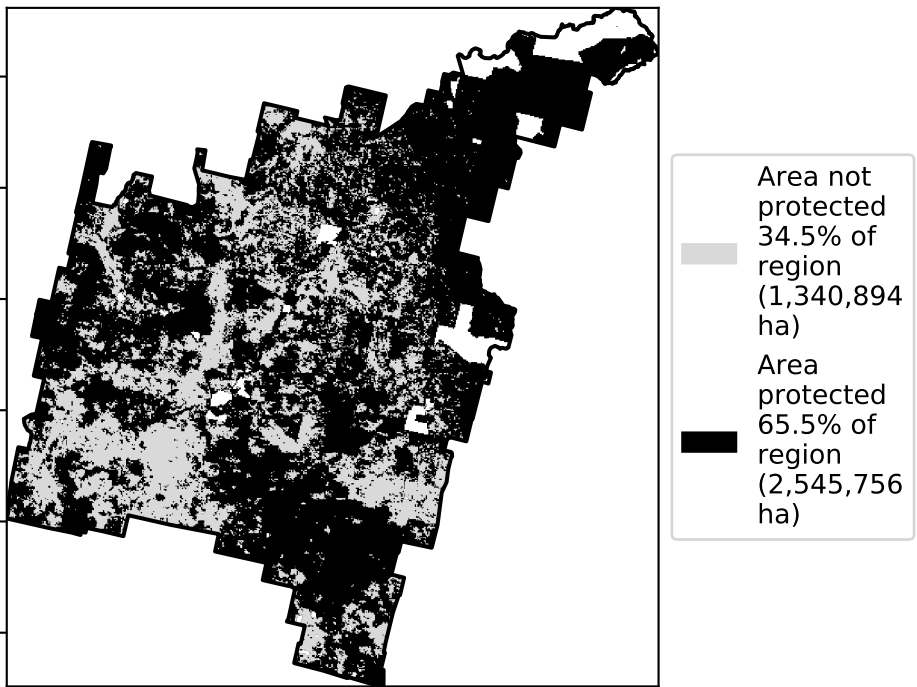 Area not
protected
34.5% of
region
(1,340,894
ha)
Area
protected
65.5% of
region
(2,545,756
ha)